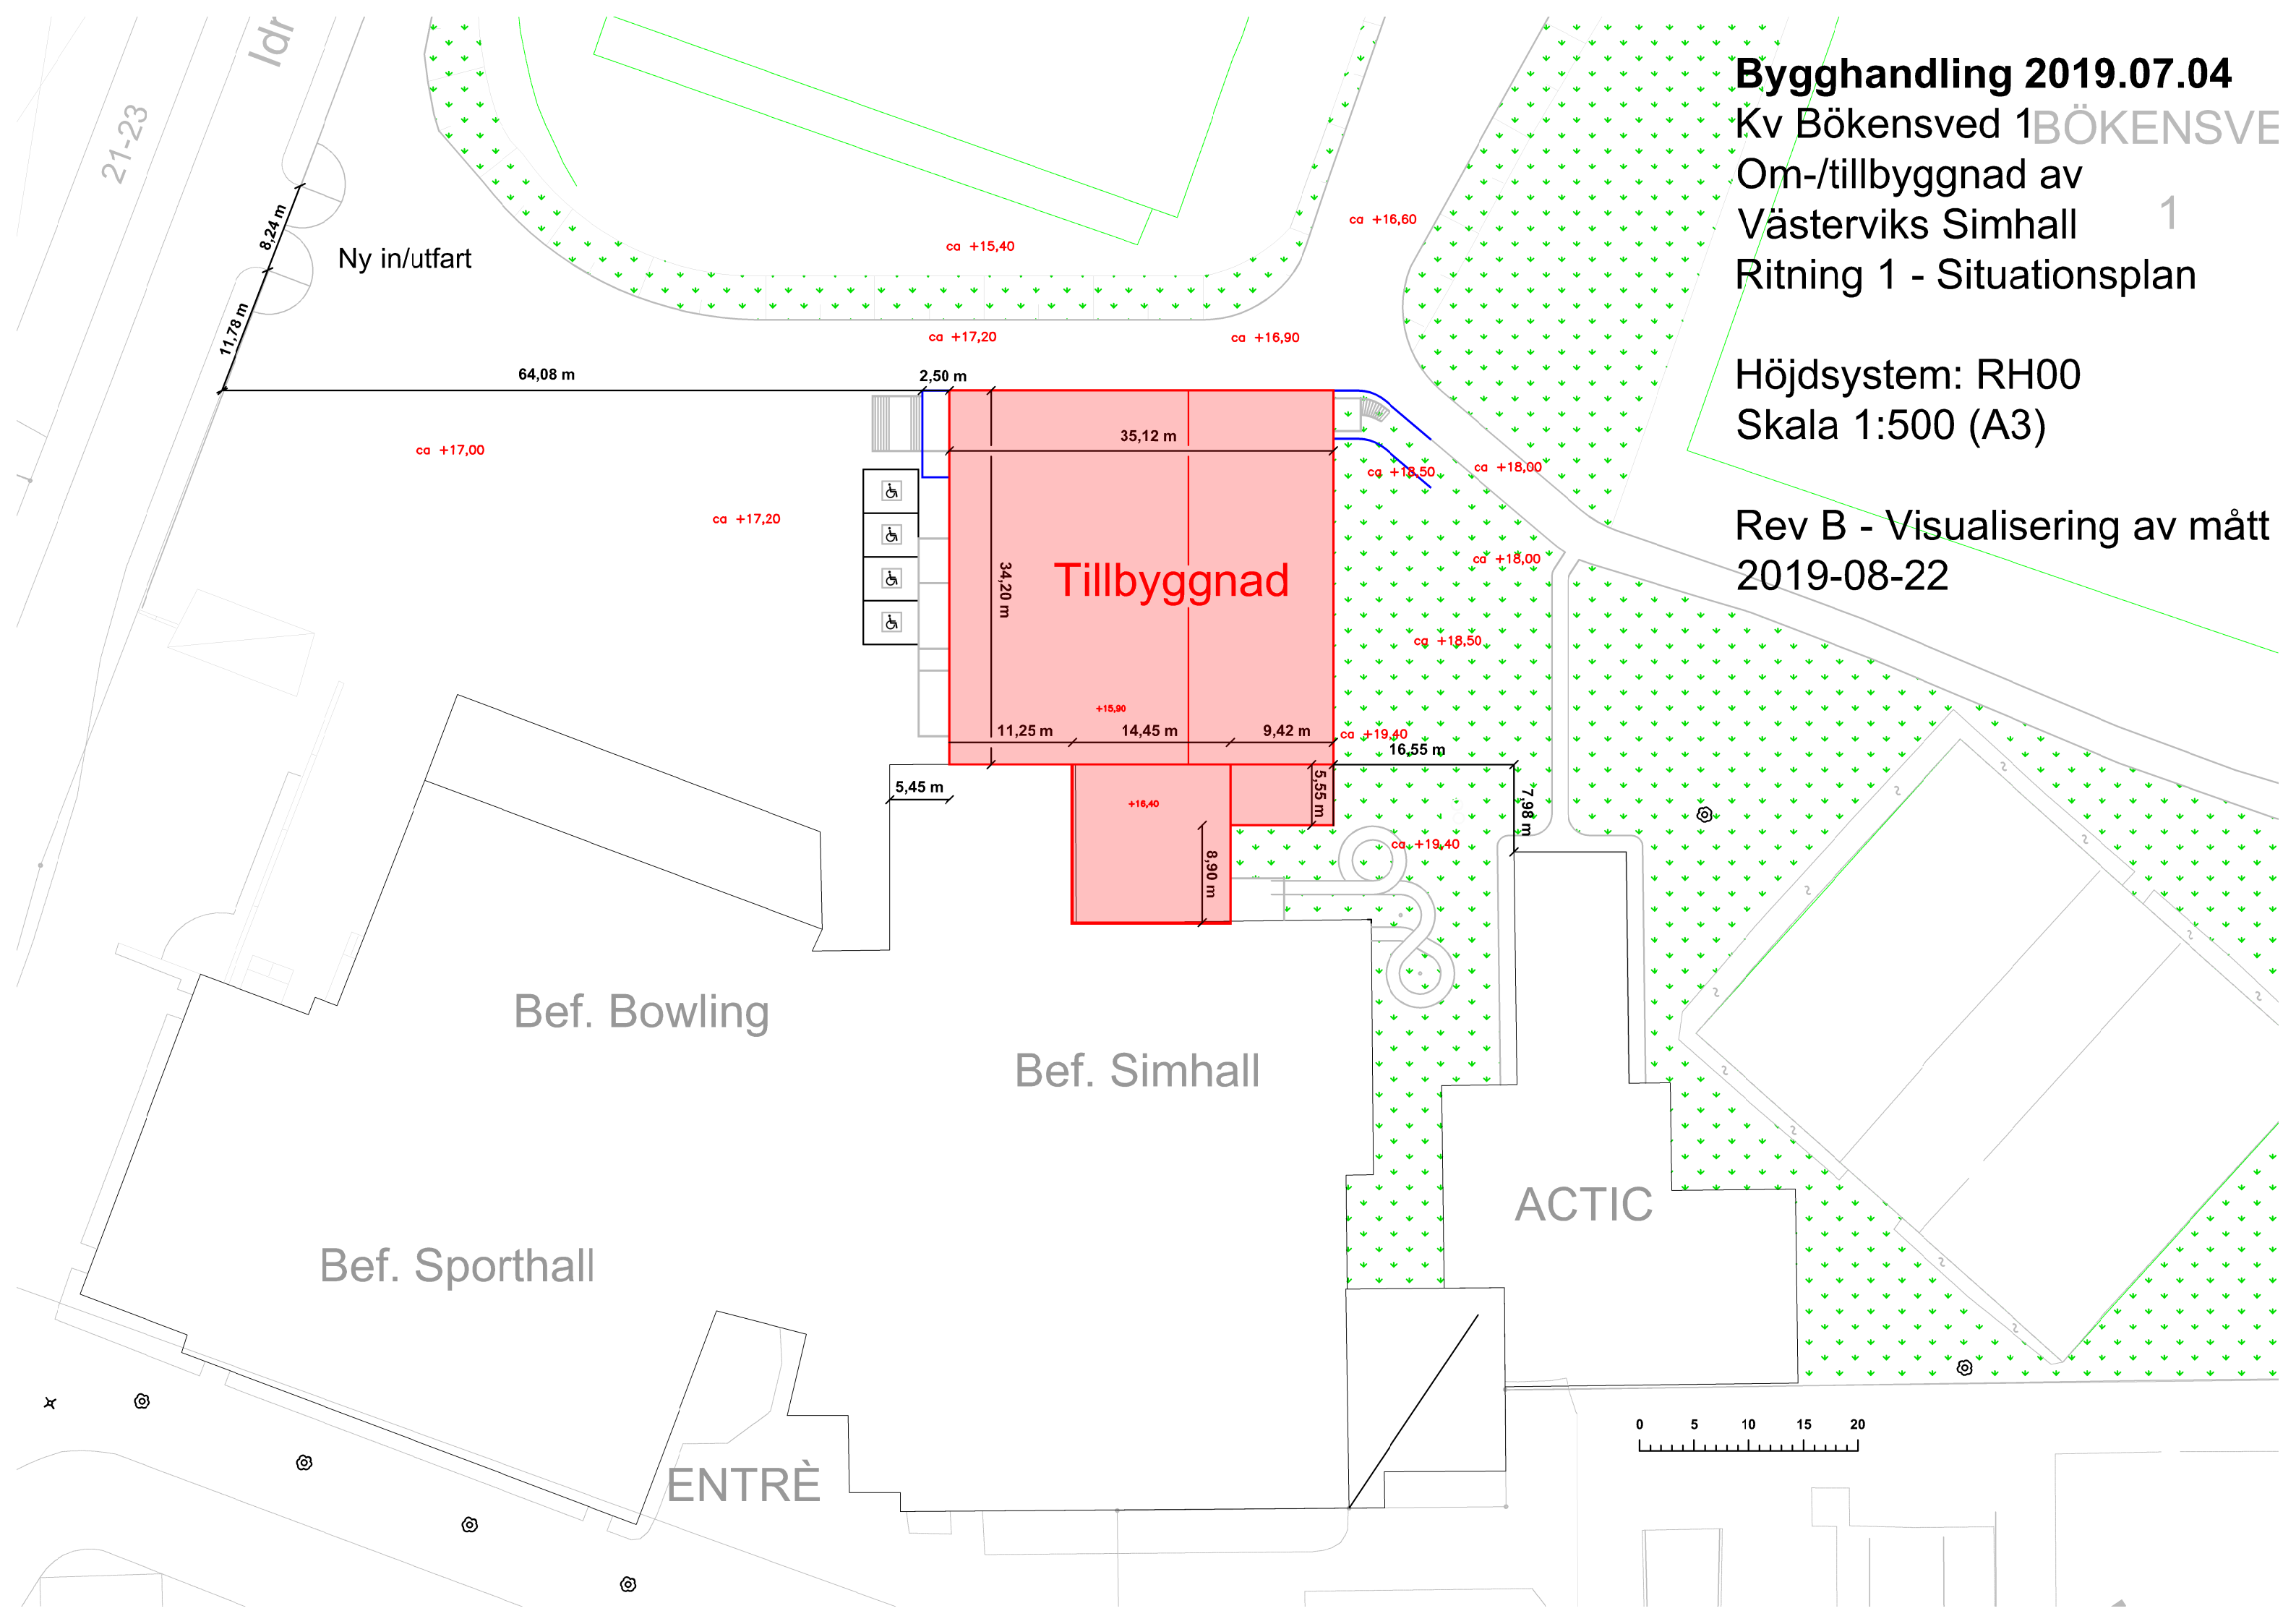 Bygghandling 2019.07.04
Kv Bökensved 1
BÖKENSVE
Om-/tillbyggnad av
Västerviks Simhall
1
Ritning 1 - Situationsplan
Höjdsystem: RH00
Skala 1:500 (A3)
Rev B - Visualisering av mått
2019-08-22
Idr
21-23
8,24 m
Ny in/utfart
11,78 m
ca +15,40
ca +16,60
ca +17,20
ca +16,90
64,08 m
2,50 m
35,12 m
ca +17,00
ca +18,50
ca +18,00
ca +17,20
ca +18,00
34,20 m
Tillbyggnad
ca +18,50
+15,90
11,25 m
14,45 m
9,42 m
ca +19,40
16,55 m
5,45 m
+16,40
5,55 m
7,98 m
ca +19,40
8,90 m
Bef. Bowling
Bef. Simhall
ACTIC
Bef. Sporthall
ENTRÈ
0 5 10 15 20